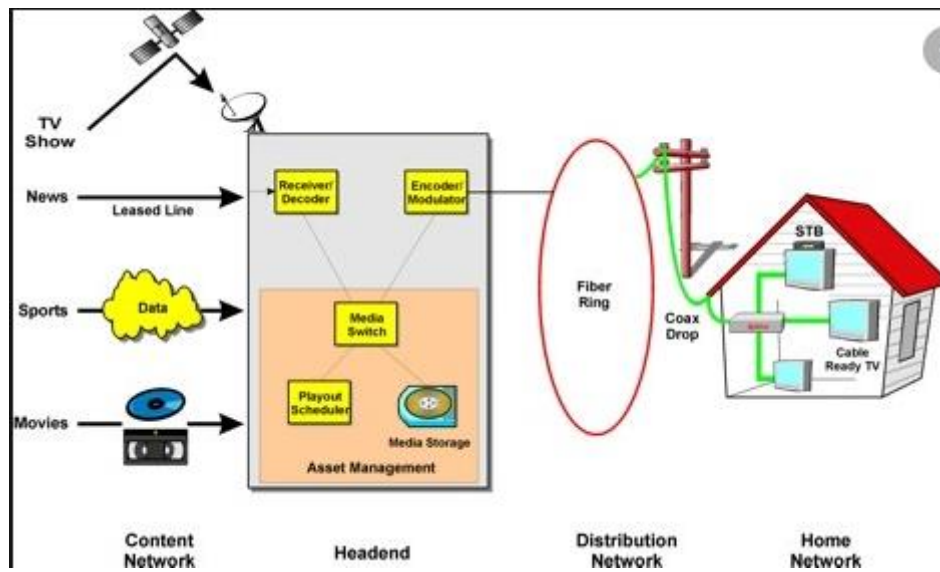 TV
Show
News
Leased Line
Sports
Data
Movies
Receiver/
Decoder
Encoder/
Modulator
Media
Switch
Playout
Scheduler
Media Storage
Asset Management
Fiber
Ring
Coax
Drop
STB
Cable
Ready TV
Content
Network
Headend
Distribution
Network
Home
Network